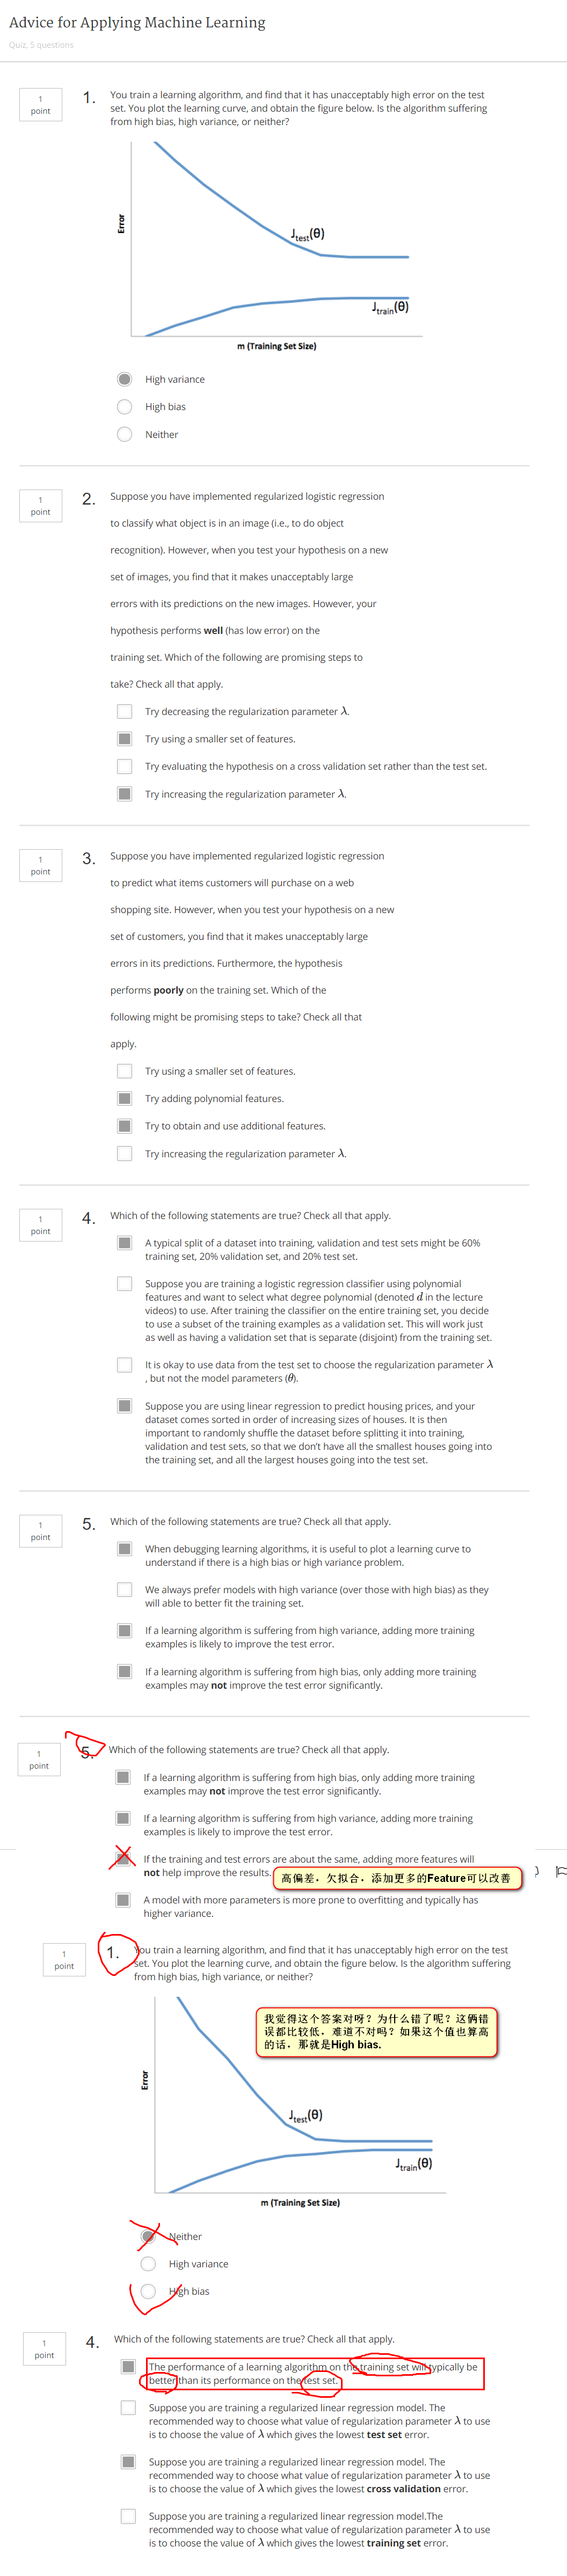 Advice for Applying Machine Learning
Quiz, 5 questions
1
point
1.
You train a learning algorithm, and find that it has unacceptably high error on the test
set. You plot the learning curve, and obtain the figure below. Is the algorithm suffering
from high bias, high variance, or neither?
Error
Jtest(θ)
Jtrain(θ)
m (Training Set Size)
High variance
High bias
Neither
1
point
2.
Suppose you have implemented regularized logistic regression
to classify what object is in an image (i.e., to do object
recognition). However, when you test your hypothesis on a new
set of images, you find that it makes unacceptably large
errors with its predictions on the new images. However, your
hypothesis performs well (has low error) on the
training set. Which of the following are promising steps to
take? Check all that apply.
Try decreasing the regularization parameter λ.
Try using a smaller set of features.
Try evaluating the hypothesis on a cross validation set rather than the test set.
Try increasing the regularization parameter λ.
1
point
3.
Suppose you have implemented regularized logistic regression
to predict what items customers will purchase on a web
shopping site. However, when you test your hypothesis on a new
set of customers, you find that it makes unacceptably large
errors in its predictions. Furthermore, the hypothesis
performs poorly on the training set. Which of the
following might be promising steps to take? Check all that
apply.
Try using a smaller set of features.
Try adding polynomial features.
Try to obtain and use additional features.
Try increasing the regularization parameter λ.
1
point
4.
Which of the following statements are true? Check all that apply.
A typical split of a dataset into training, validation and test sets might be 60%
training set, 20% validation set, and 20% test set.
Suppose you are training a logistic regression classifier using polynomial
features and want to select what degree polynomial (denoted d in the lecture
videos) to use. After training the classifier on the entire training set, you decide
to use a subset of the training examples as a validation set. This will work just
as well as having a validation set that is separate (disjoint) from the training set.
It is okay to use data from the test set to choose the regularization parameter λ
, but not the model parameters (θ).
Suppose you are using linear regression to predict housing prices, and your
dataset comes sorted in order of increasing sizes of houses. It is then
important to randomly shuffle the dataset before splitting it into training,
validation and test sets, so that we don't have all the smallest houses going into
the training set, and all the largest houses going into the test set.
1
point
5.
Which of the following statements are true? Check all that apply.
When debugging learning algorithms, it is useful to plot a learning curve to
understand if there is a high bias or high variance problem.
We always prefer models with high variance (over those with high bias) as they
will able to better fit the training set.
If a learning algorithm is suffering from high variance, adding more training
examples is likely to improve the test error.
If a learning algorithm is suffering from high bias, only adding more training
examples may not improve the test error significantly.
1
point
5.
Which of the following statements are true? Check all that apply.
If a learning algorithm is suffering from high bias, only adding more training
examples may not improve the test error significantly.
If a learning algorithm is suffering from high variance, adding more training
examples is likely to improve the test error.
If the training and test errors are about the same, adding more features will
not help improve the results.
高偏差，欠拟合，添加更多的Feature可以改善
A model with more parameters is more prone to overfitting and typically has
higher variance.
1
point
1.
You train a learning algorithm, and find that it has unacceptably high error on the test
set. You plot the learning curve, and obtain the figure below. Is the algorithm suffering
from high bias, high variance, or neither?
我觉得这个答案对呀？为什么错了呢？这俩错
误都比较低，难道不对吗？如果这个值也算高
的话，那就是High bias.
Error
Jtest(θ)
Jtrain(θ)
m (Training Set Size)
Neither
High variance
High bias
1
point
4.
Which of the following statements are true? Check all that apply.
The performance of a learning algorithm on the training set will typically be
better than its performance on the test set.
Suppose you are training a regularized linear regression model. The
recommended way to choose what value of regularization parameter λ to use
is to choose the value of λ which gives the lowest test set error.
Suppose you are training a regularized linear regression model. The
recommended way to choose what value of regularization parameter λ to use
is to choose the value of λ which gives the lowest cross validation error.
Suppose you are training a regularized linear regression model.The
recommended way to choose what value of regularization parameter λ to use
is to choose the value of λ which gives the lowest training set error.